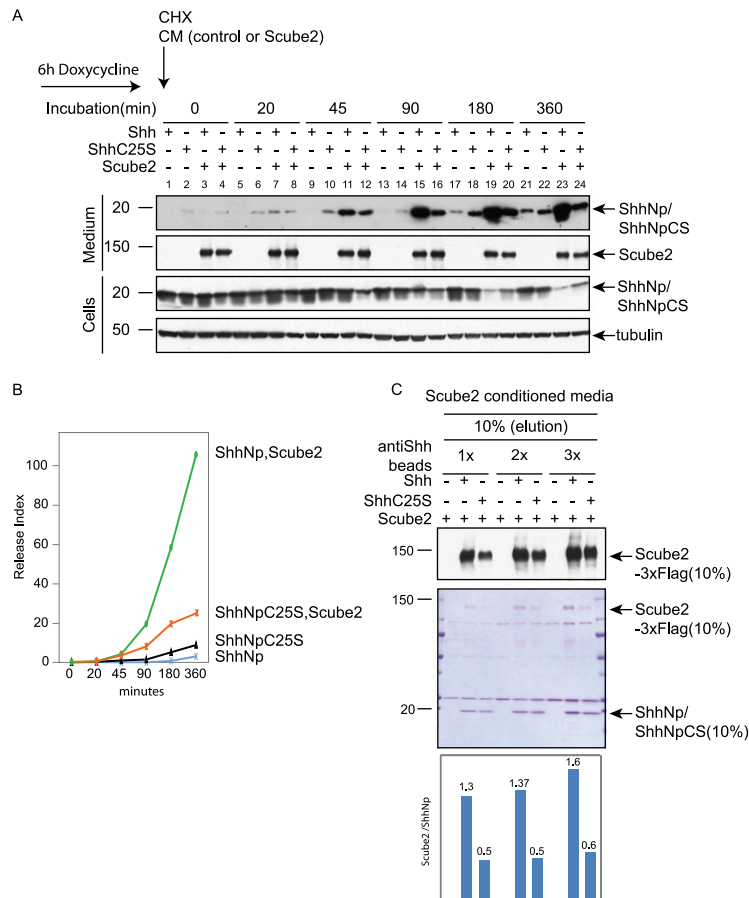 A
CHX
CM (control or Scube2)
6h Doxycycline
Incubation(min) 0 20 45 90 180 360
Shh + - + - + - + - + - + - + - + - + - + - + - + -
ShhC25S - + - + - + - + - + - + - + - + - + - + - + - +
Scube2 - - + + - - + + - - + + - - + + - - + + - - + +
1 2 3 4 5 6 7 8 9 10 11 12 13 14 15 16 17 18 19 20 21 22 23 24
Medium
20 ShhNp/
ShhNpCS
150 Scube2
Cells
20 ShhNp/
ShhNpCS
50 tubulin
B
Release Index
100
80
60
40
20
0
0 20 45 90 180 360
minutes
ShhNp,Scube2
ShhNpC25S,Scube2
ShhNpC25S
ShhNp
C
Scube2 conditioned media
10% (elution)
antiShh
beads
1x 2x 3x
Shh - + - - + - - + -
ShhC25S - - + - - + - - +
Scube2 + + + + + + + + +
150 Scube2
-3xFlag(10%)
150 Scube2
-3xFlag(10%)
20 ShhNp/
ShhNpCS(10%)
Scube2 /ShhNp
1.3 0.5 1.37 0.5 1.6 0.6